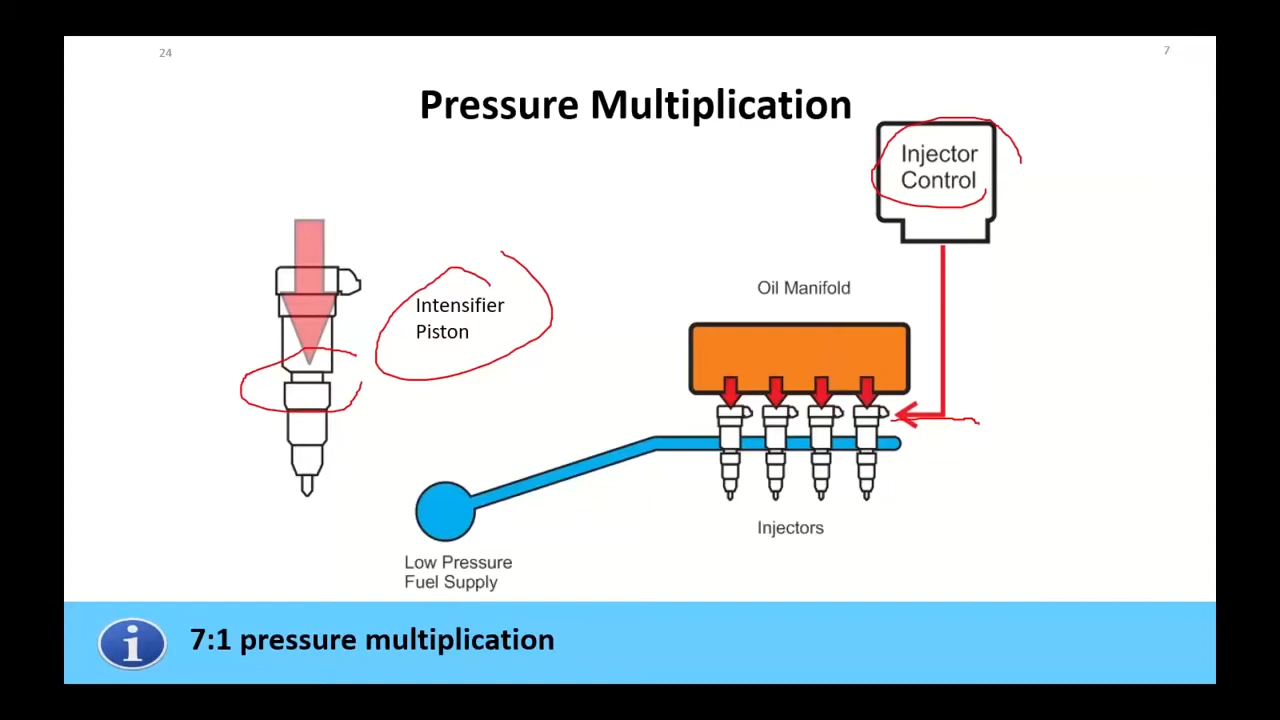 24
7
Pressure Multiplication
Injector
Control
Intensifier
Piston
Oil Manifold
Injectors
Low Pressure
Fuel Supply
i
7:1 pressure multiplication